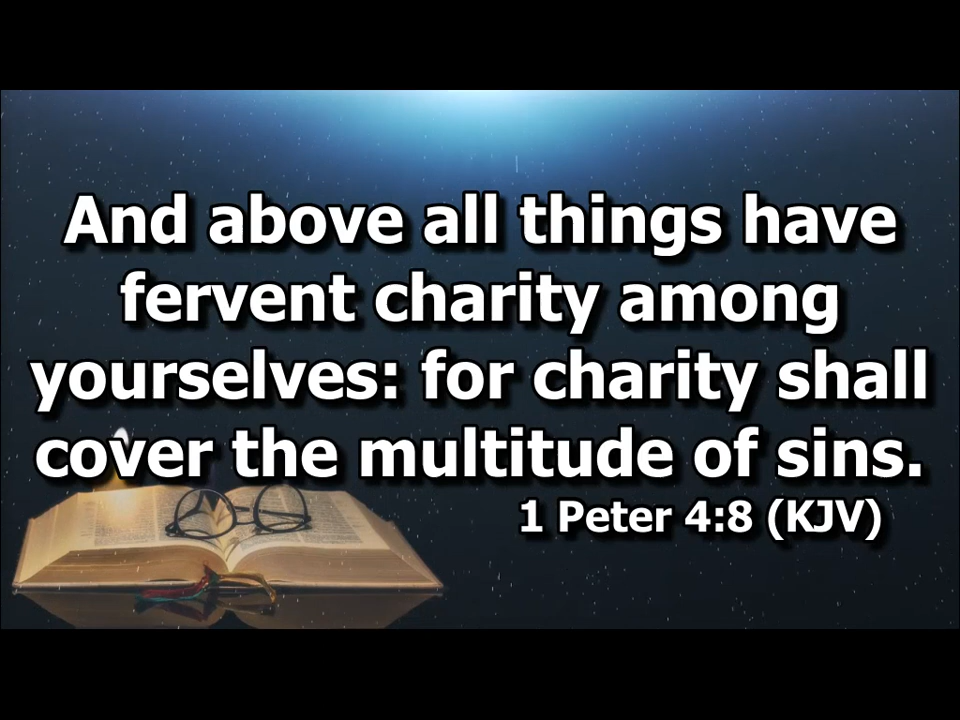 And above all things have
fervent charity among
yourselves: for charity shall
cover the multitude of sins.
1 Peter 4:8 (KJV)